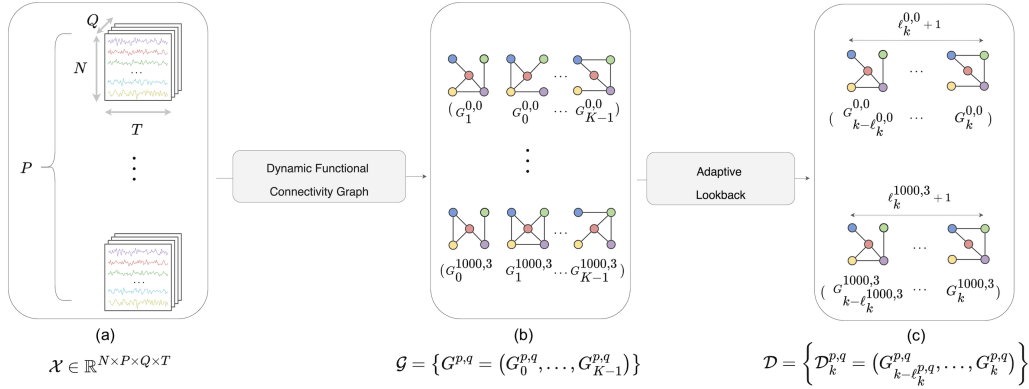 Q
N
...
T
P
⋮
...
(a)
𝒳 ∈ ℝ^{N×P×Q×T}
Dynamic Functional
Connectivity Graph
...
(G_1^{0,0} G_0^{0,0} ... G_{K−1}^{0,0})
⋮
...
(G_0^{1000,3} G_1^{1000,3} ... G_{K−1}^{1000,3})
(b)
𝒢 = {G^{p,q} = (G_0^{p,q}, ..., G_{K−1}^{p,q})}
Adaptive
Lookback
ℓ_k^{0,0} + 1
...
(G_{k−ℓ_k^{0,0}}^{0,0} ... G_k^{0,0})
ℓ_k^{1000,3} + 1
...
(G_{k−ℓ_k^{1000,3}}^{1000,3} ... G_k^{1000,3})
(c)
𝒟 = {𝒟_k^{p,q} = (G_{k−ℓ_k^{p,q}}^{p,q}, ..., G_k^{p,q})}